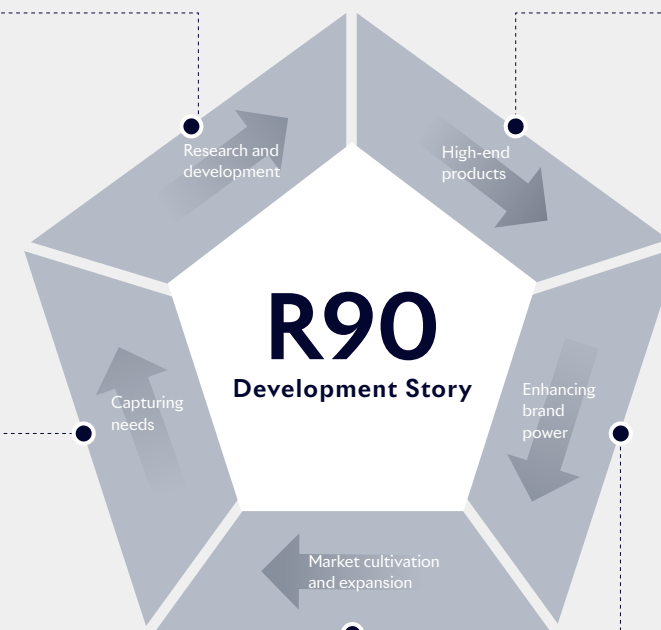 Research and
development
High-end
products
R90
Development Story
Capturing
needs
Enhancing
brand
power
Market cultivation
and expansion